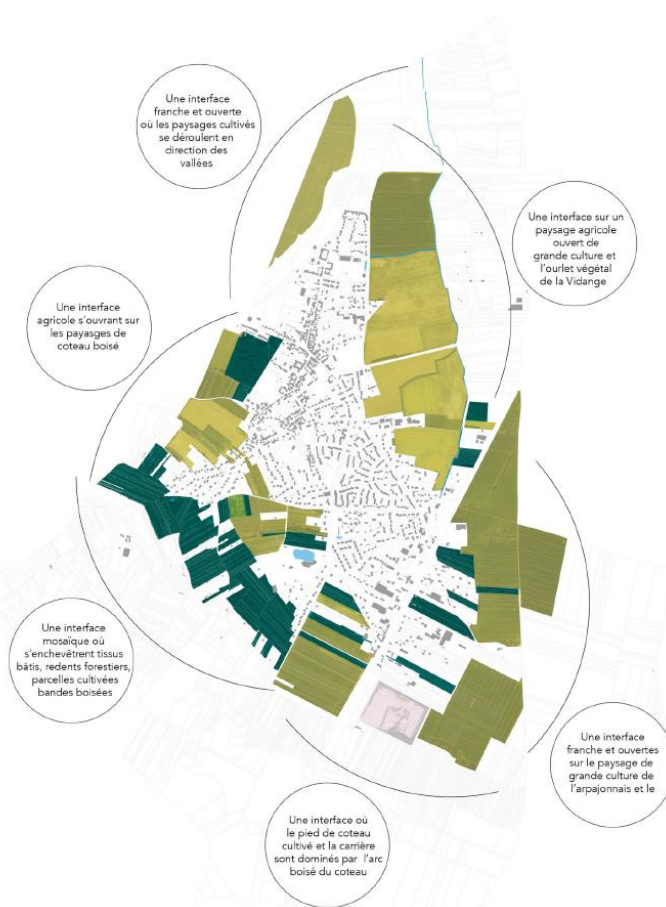 Une interface
franche et ouverte
où les paysages cultivés
se déroulent en
direction des
vallées
Une interface sur un
paysage agricole
ouvert de
grande culture et
l'ourlet végétal
de la Vidange
Une interface
agricole s'ouvrant sur
les payasges de
coteau boisé
Une interface
mosaïque où
s'enchevêtrent tissus
bâtis, redents forestiers,
parcelles cultivées
bandes boisées
Une interface
franche et ouvertes
sur le paysage de
grande culture de
l'arpajonnais et le
Une interface où
le pied de coteau
cultivé et la carrière
sont dominés par l'arc
boisé du coteau